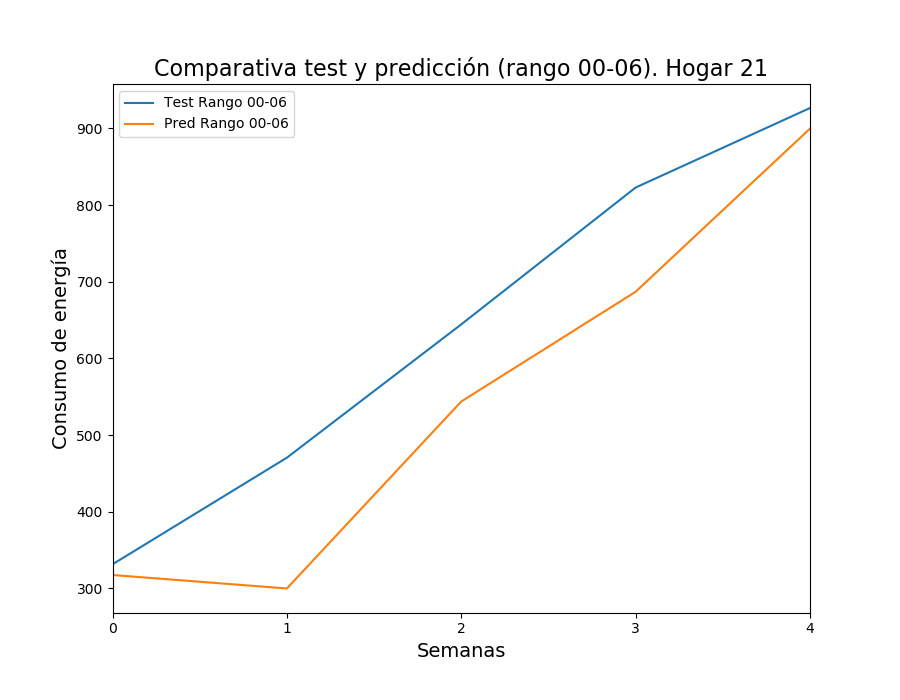 Comparativa test y predicción (rango 00-06). Hogar 21
Test Rango 00-06
Pred Rango 00-06
Consumo de energía
900
800
700
600
500
400
300
0 1 2 3 4
Semanas